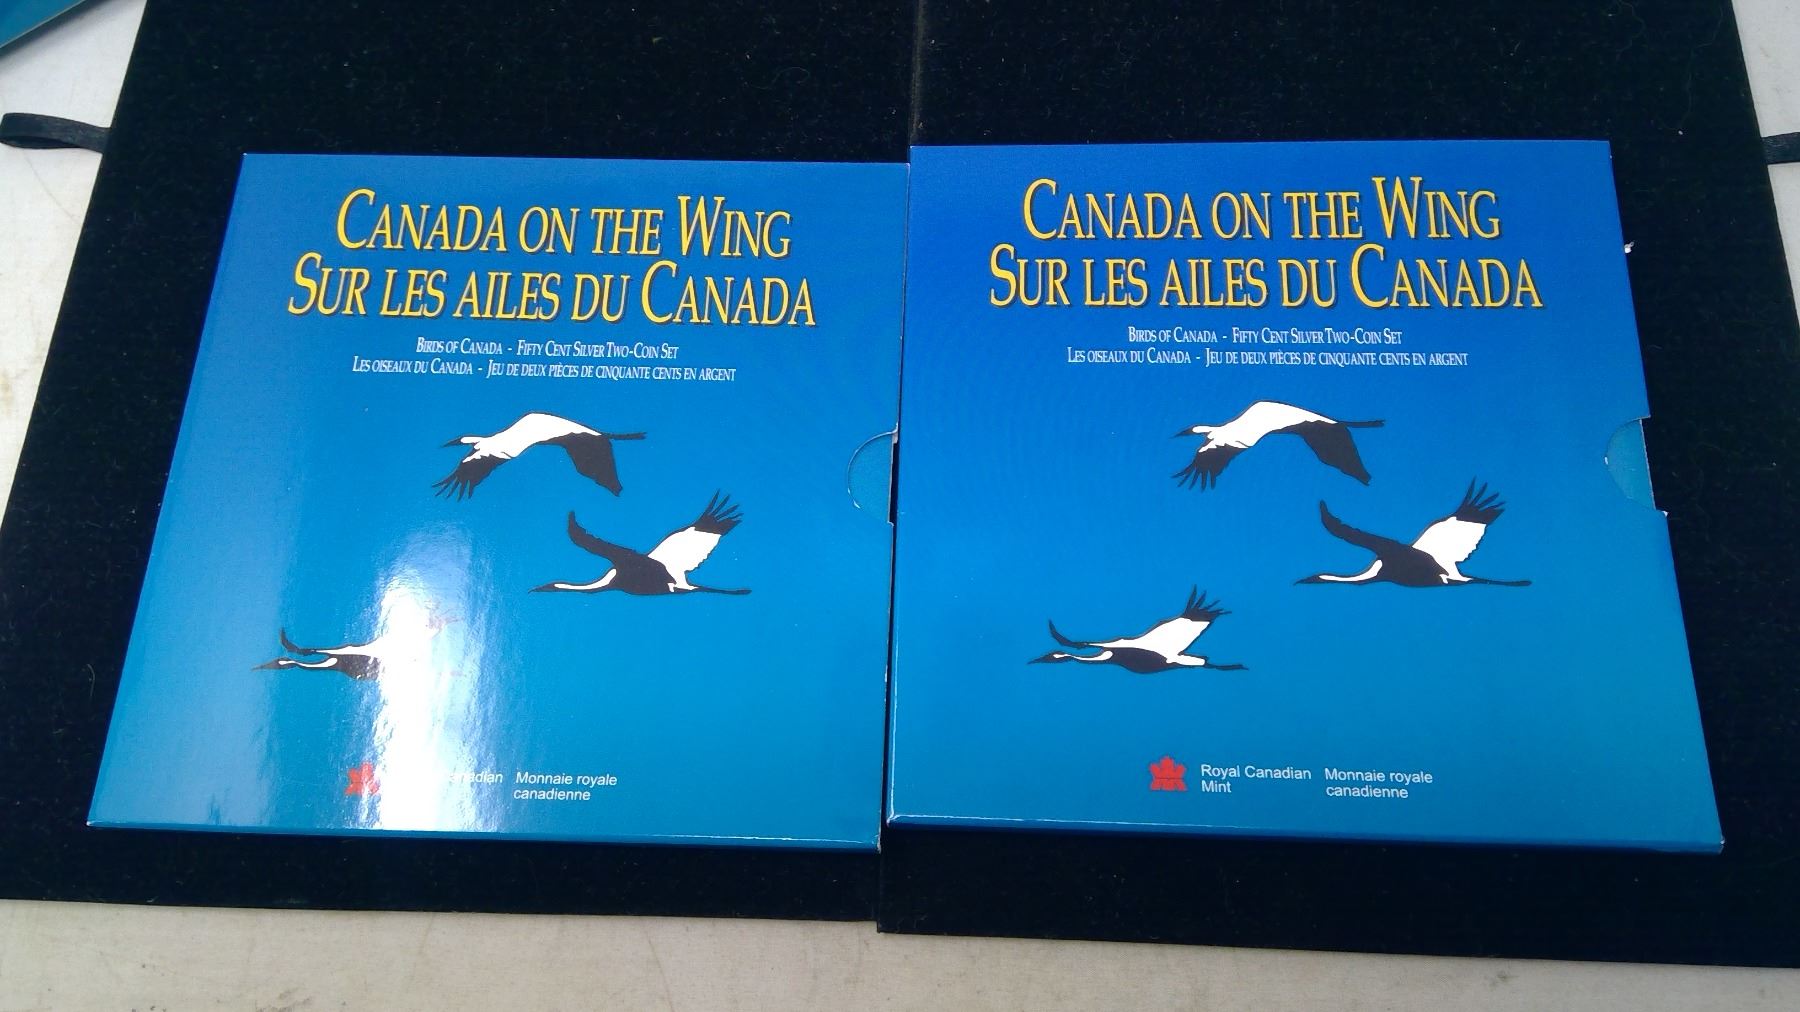 CANADA ON THE WING
SUR LES AILES DU CANADA
BIRDS OF CANADA - FIFTY CENT SILVER TWO-COIN SET
LES OISEAUX DU CANADA - JEU DE DEUX PIÈCES DE CINQUANTE CENTS EN ARGENT
Monnaie royale
canadienne
CANADA ON THE WING
SUR LES AILES DU CANADA
BIRDS OF CANADA - FIFTY CENT SILVER TWO-COIN SET
LES OISEAUX DU CANADA - JEU DE DEUX PIÈCES DE CINQUANTE CENTS EN ARGENT
Royal Canadian Monnaie royale
Mint canadienne